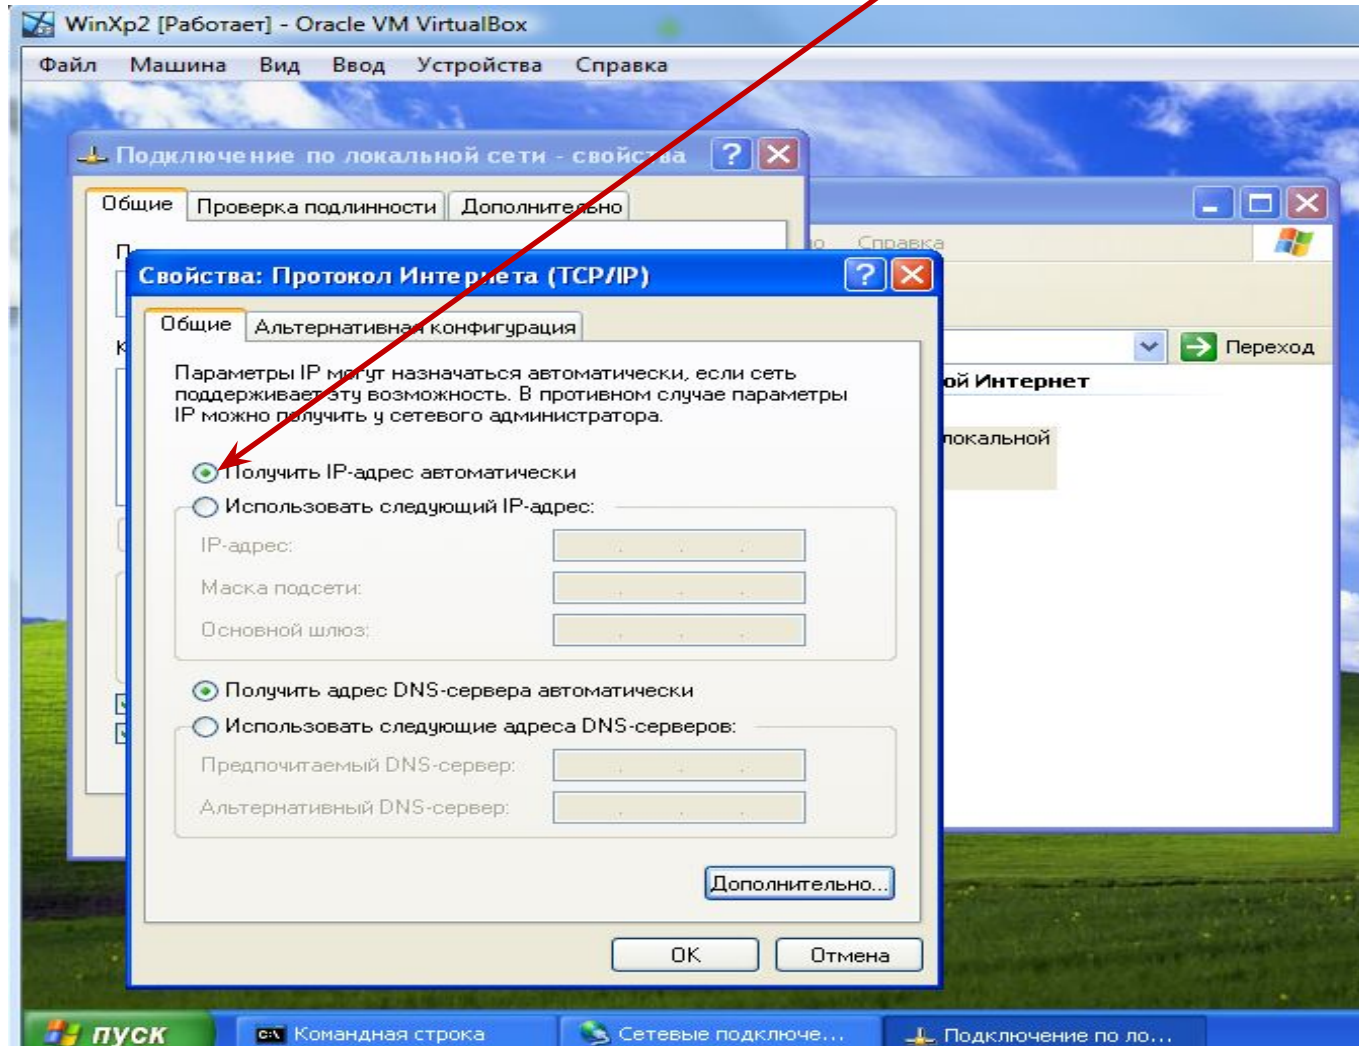 WinXp2 [Работает] - Oracle VM VirtualBox
Файл Машина Вид Ввод Устройства Справка
Подключение по локальной сети - свойства
Общие Проверка подлинности Дополнительно
Справка
Свойства: Протокол Интернета (TCP/IP)
Общие Альтернативная конфигурация
Переход
Параметры IP могут назначаться автоматически, если сеть
поддерживает эту возможность. В противном случае параметры
IP можно получить у сетевого администратора.
ой Интернет
локальной
Получить IP-адрес автоматически
Использовать следующий IP-адрес:
IP-адрес:
Маска подсети:
Основной шлюз:
Получить адрес DNS-сервера автоматически
Использовать следующие адреса DNS-серверов:
Предпочитаемый DNS-сервер:
Альтернативный DNS-сервер:
Дополнительно...
OK Отмена
пуск Командная строка Сетевые подключе... Подключение по ло...